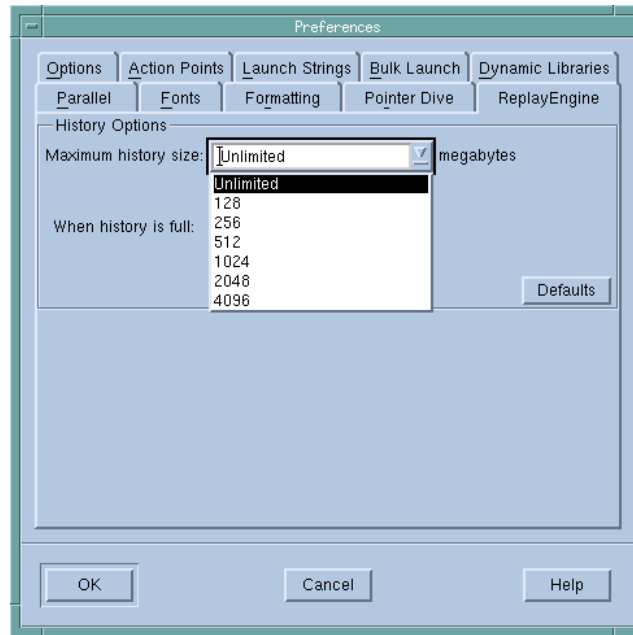 Preferences
Options Action Points Launch Strings Bulk Launch Dynamic Libraries
Parallel Fonts Formatting Pointer Dive ReplayEngine
History Options
Maximum history size: Unlimited megabytes
Unlimited
128
When history is full: 256
512
1024
2048
4096
Defaults
OK Cancel Help